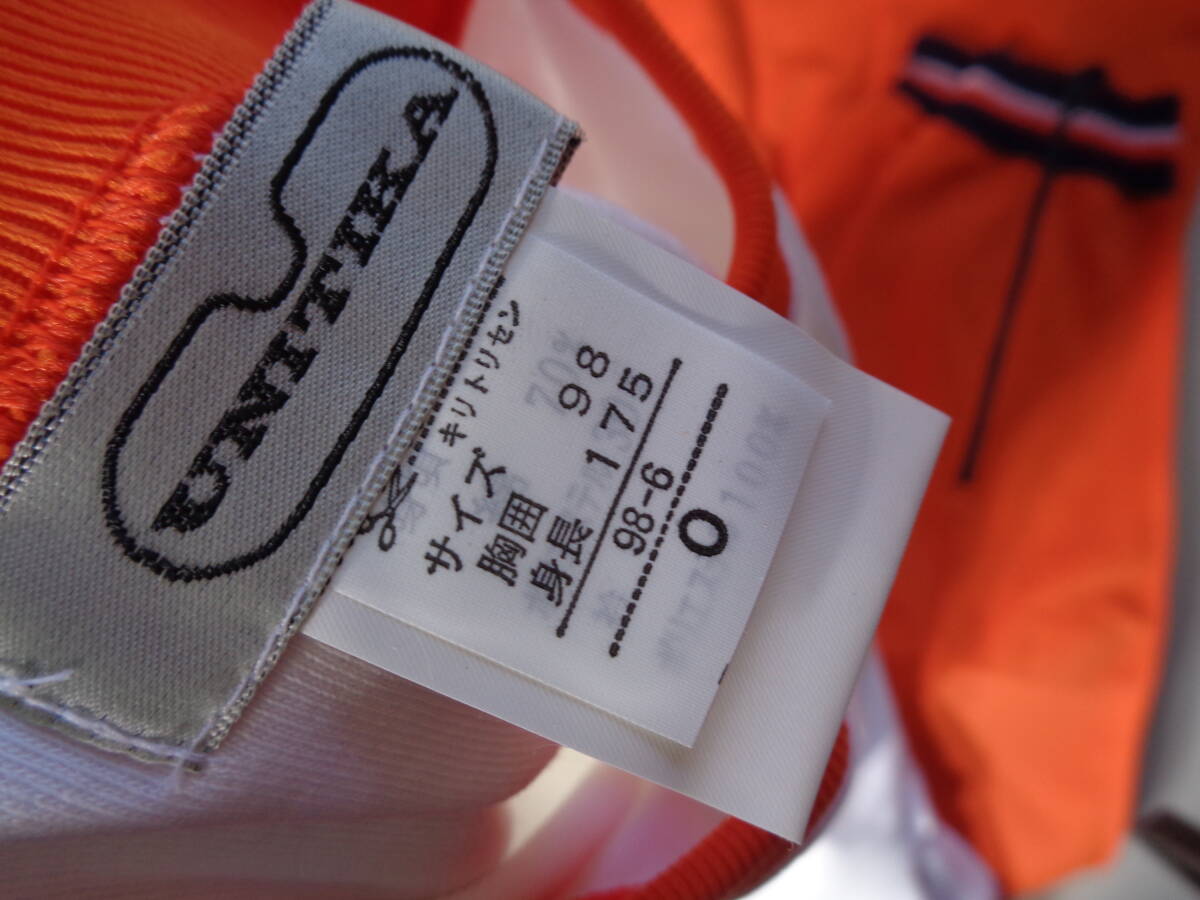 UNITIKA
キリトリセン
サイズ
胸囲 98
身長 175
98-6
O